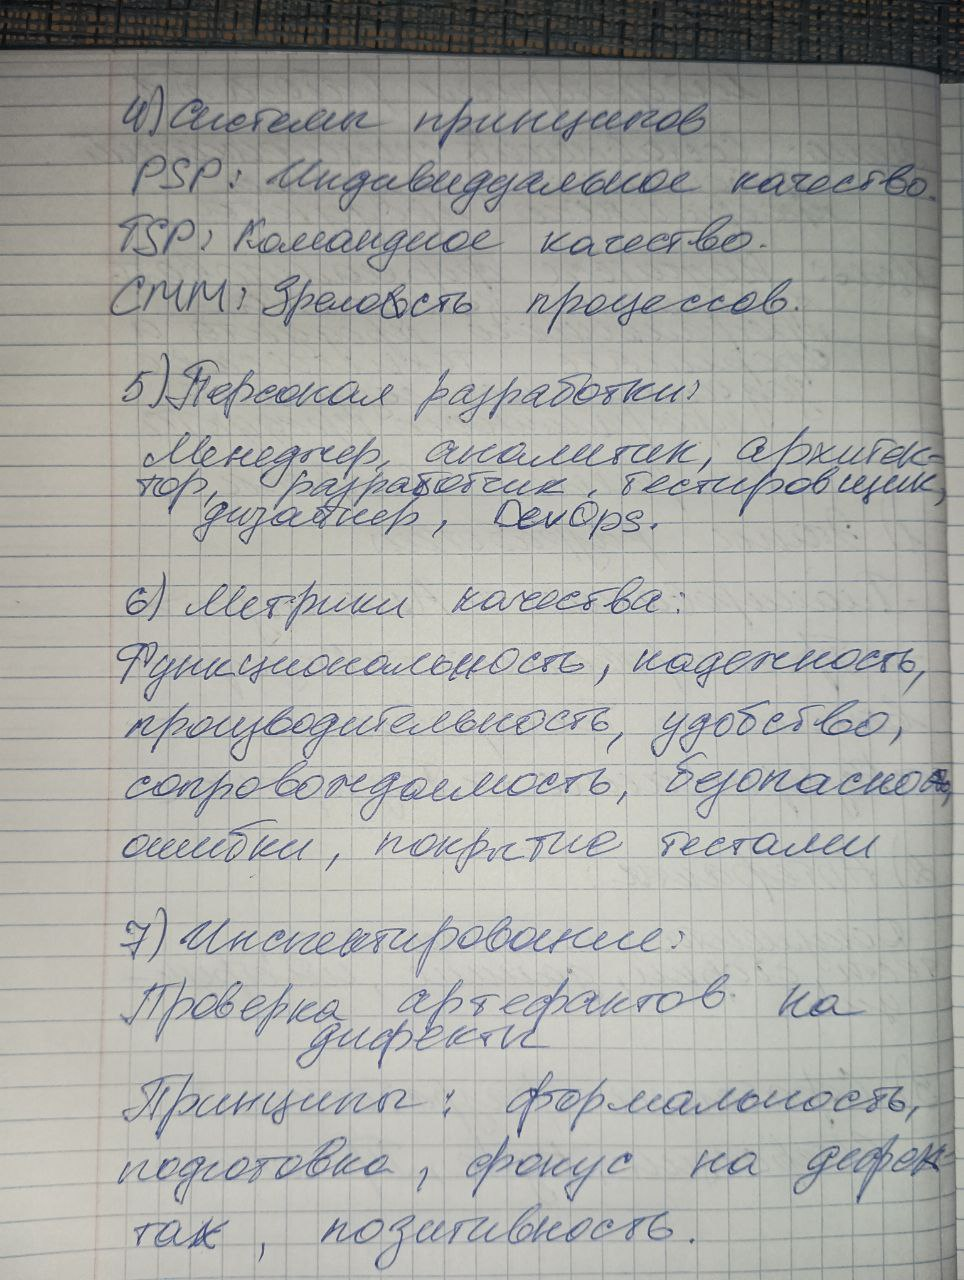 4) Системы принципов
PSP: Индивидуальное качество.
TSP: Командное качество.
CMM: Зрелость процессов.
5) Персонал разработки:
Менеджер, аналитик, архитек-
тор, разработчик, тестировщик,
дизайнер, DevOps.
6) Метрики качества:
Функциональность, надежность,
производительность, удобство,
сопровождаемость, безопасность,
ошибки, покрытие тестами
7) Инспектирование:
Проверка артефактов на
дифекты
Принципы: формальность,
подготовка, фокус на дефек-
тах, позитивность.